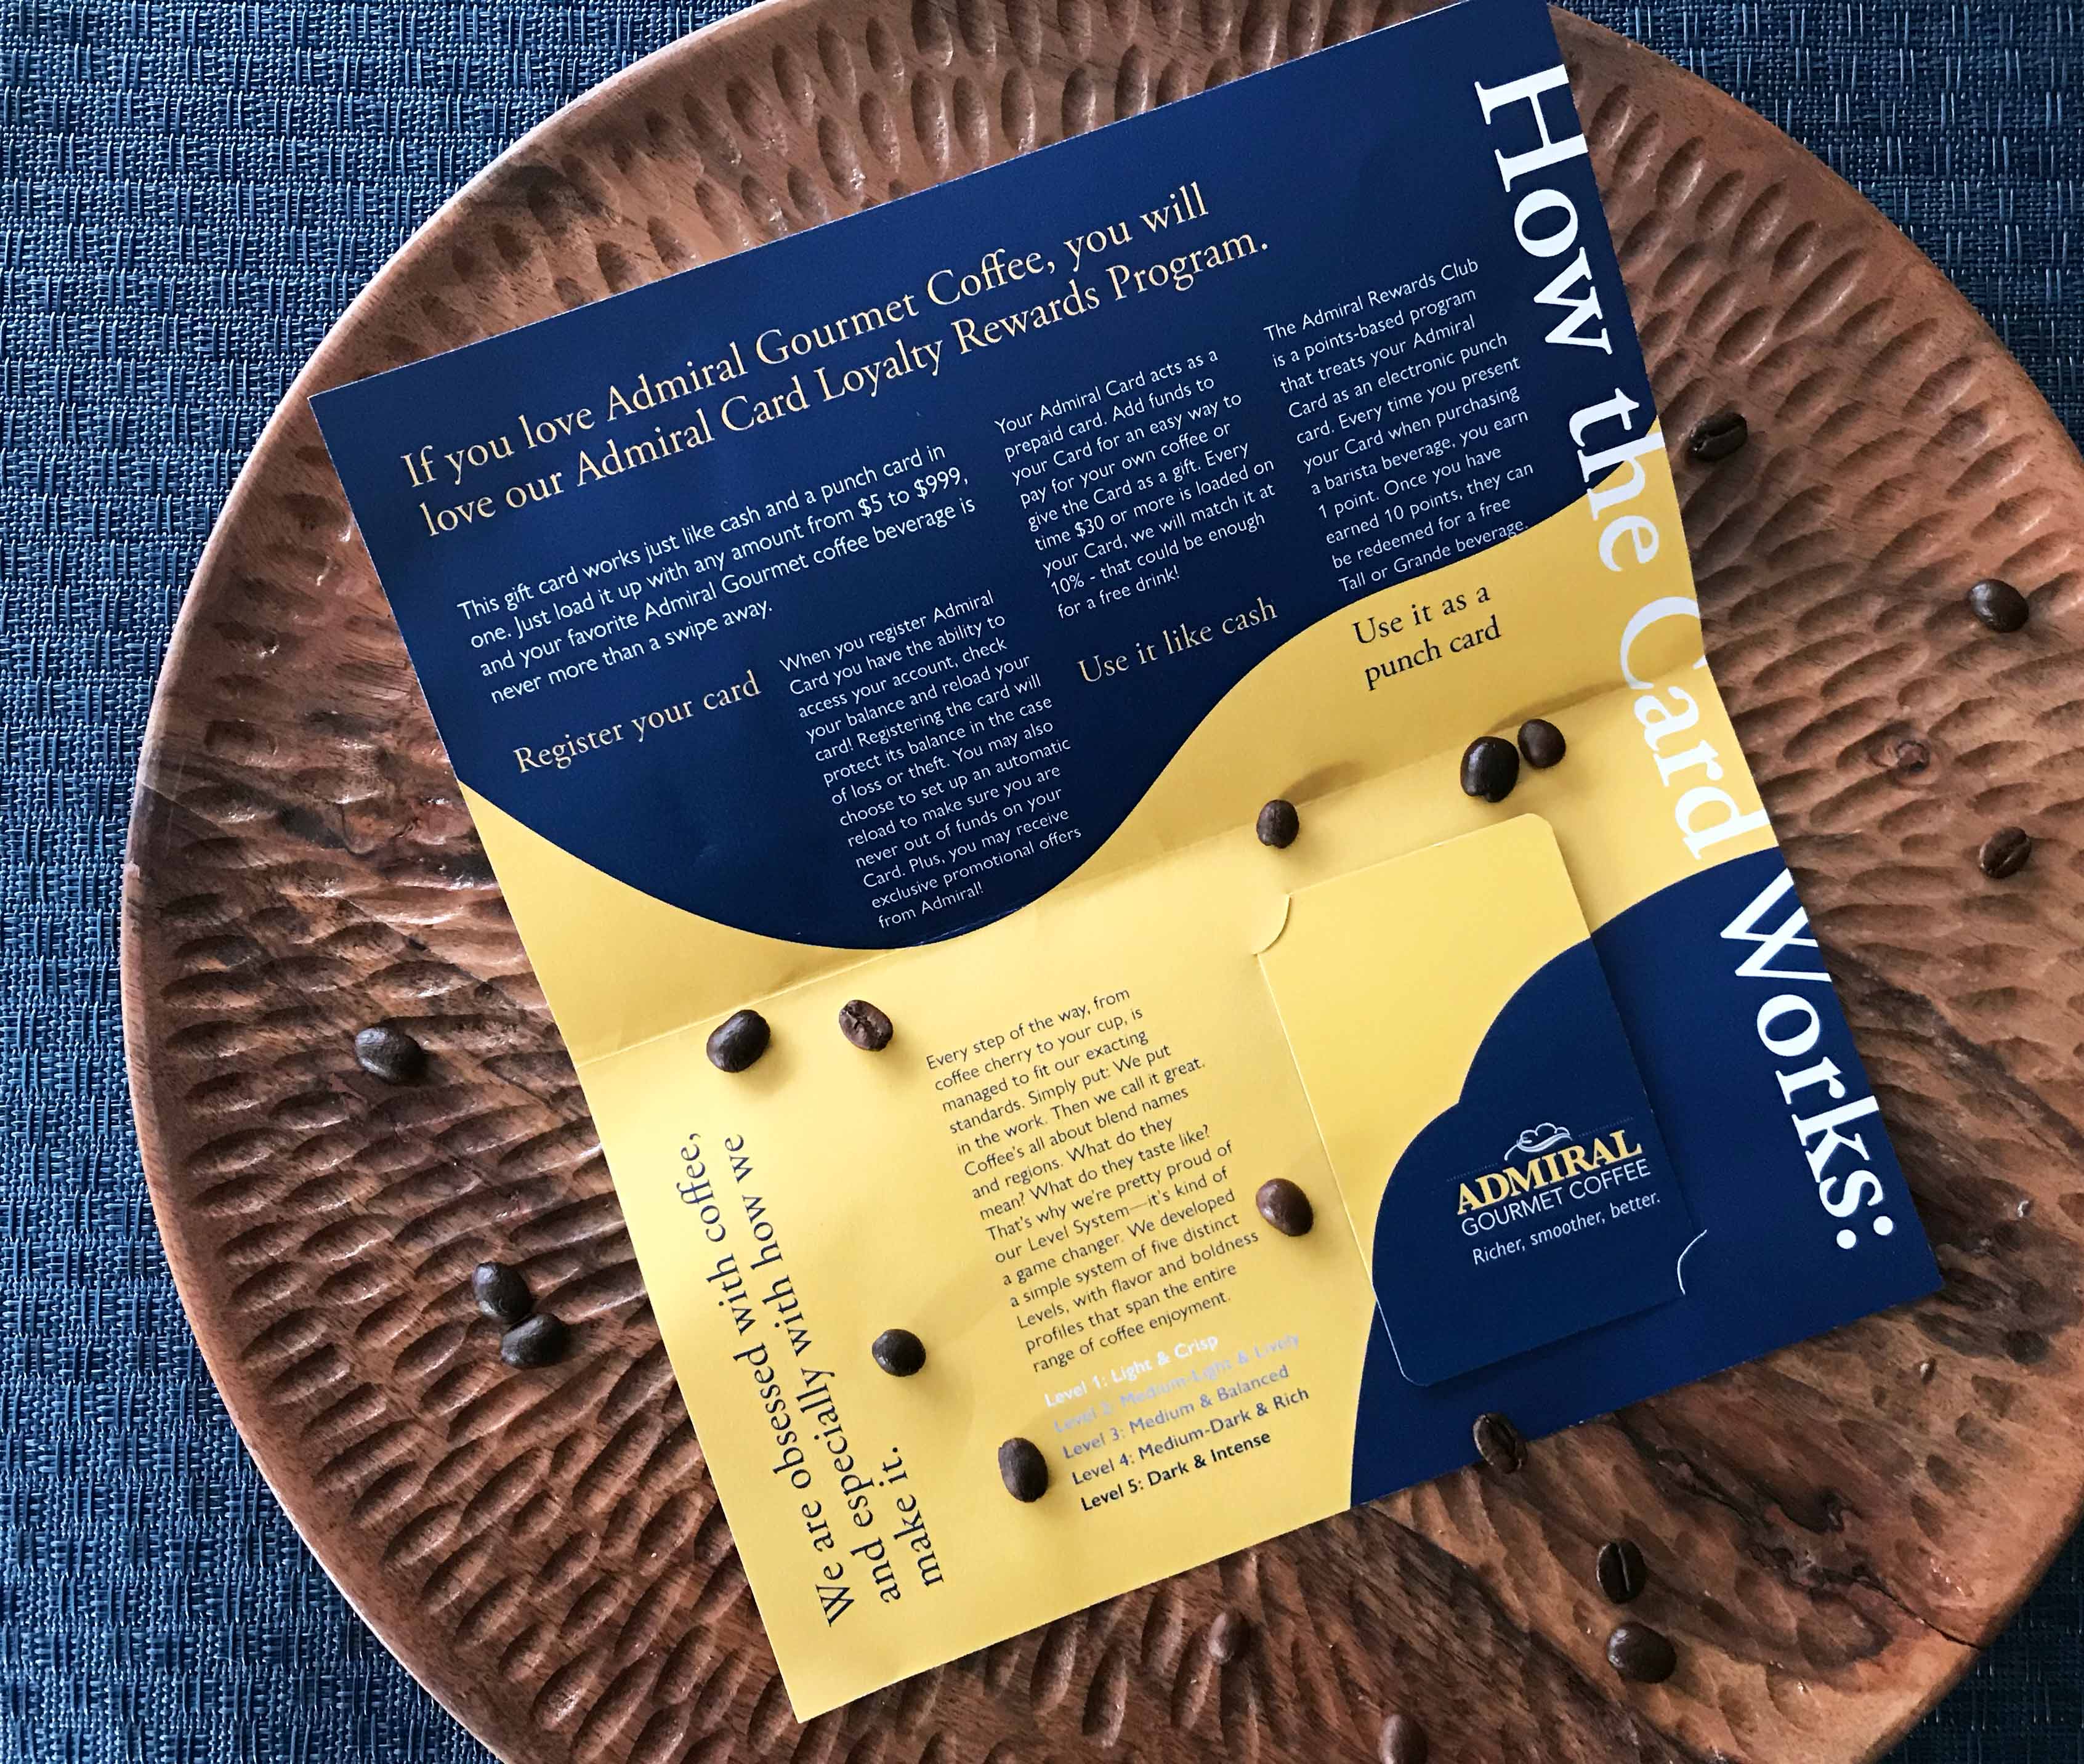 If you love Admiral Gourmet Coffee, you will
love our Admiral Card Loyalty Rewards Program.
This gift card works just like cash and a punch card in
one. Just load it up with any amount from $5 to $999,
and your favorite Admiral Gourmet coffee beverage is
never more than a swipe away.
Register your card
When you register Admiral
Card you have the ability to
access your account, check
your balance and reload your
card! Registering the card will
protect its balance in the case
of loss or theft. You may also
choose to set up an automatic
reload to make sure you are
never out of funds on your
Card. Plus, you may receive
exclusive promotional offers
from Admiral!
Your Admiral Card acts as a
prepaid card. Add funds to
your Card for an easy way to
pay for your own coffee or
give the Card as a gift. Every
time $30 or more is loaded on
your Card, we will match it at
10% - that could be enough
for a free drink!
Use it like cash
The Admiral Rewards Club
is a points-based program
that treats your Admiral
Card as an electronic punch
card. Every time you present
your Card when purchasing
a barista beverage, you earn
1 point. Once you have
earned 10 points, they can
be redeemed for a free
Tall or Grande beverage.
Use it as a
punch card
How the Card Works:
We are obsessed with coffee,
and especially with how we
make it.
Every step of the way, from
coffee cherry to your cup, is
managed to fit our exacting
standards. Simply put: We put
in the work. Then we call it great.
Coffee's all about blend names
and regions. What do they
mean? What do they taste like?
That's why we're pretty proud of
our Level System—it's kind of
a game changer. We developed
a simple system of five distinct
Levels, with flavor and boldness
profiles that span the entire
range of coffee enjoyment.
Level 1: Light & Crisp
Level 2: Medium-Light & Lively
Level 3: Medium & Balanced
Level 4: Medium-Dark & Rich
Level 5: Dark & Intense
ADMIRAL
GOURMET COFFEE
Richer, smoother, better.